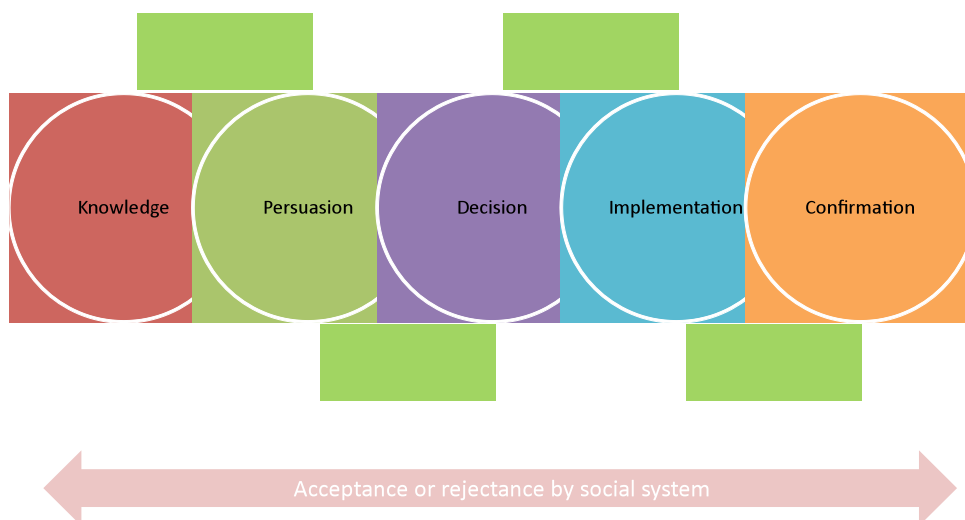 Knowledge
Persuasion
Decision
Implementation
Confirmation
Acceptance or rejectance by social system